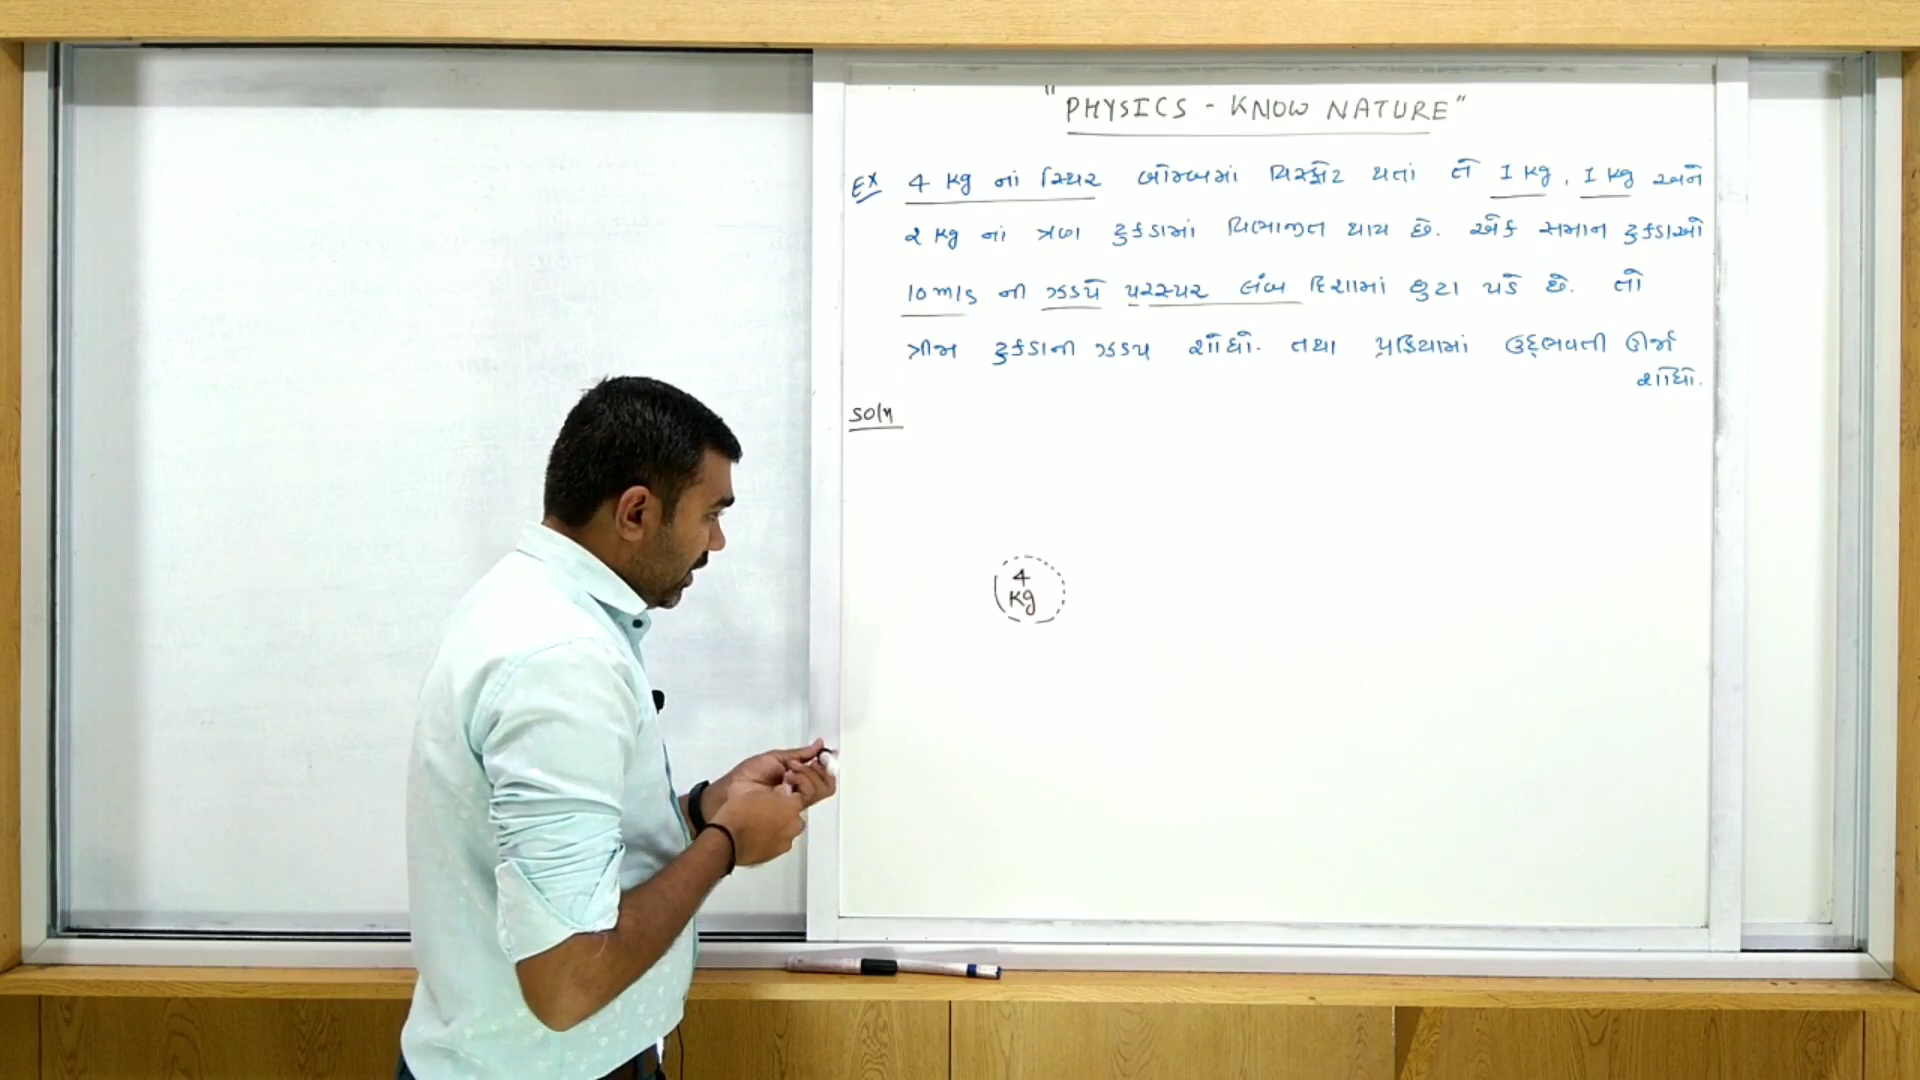 "PHYSICS - KNOW NATURE"
Ex 4 Kg નાં સ્થિર બોમ્બમાં વિસ્ફોટ થતાં તે 1 Kg, 1 Kg અને
2 Kg નાં ત્રણ ટુકડામાં વિભાજીત થાય છે. એક સમાન ટુકડાઓ
10 m/s ની ઝડપે પરસ્પર લંબ દિશામાં છુટા પડે છે. તો
ત્રીજા ટુકડાની ઝડપ શોધો. તથા પ્રક્રિયામાં ઉદ્ભવતી ઊર્જા
શોધો.
Soln
4
Kg